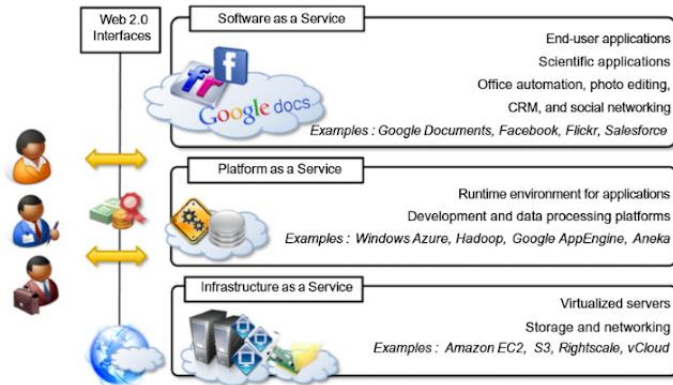 Web 2.0
Interfaces
Software as a Service
End-user applications
Scientific applications
Office automation, photo editing,
CRM, and social networking
Examples : Google Documents, Facebook, Flickr, Salesforce
f
fr
Google docs
Platform as a Service
Runtime environment for applications
Development and data processing platforms
Examples : Windows Azure, Hadoop, Google AppEngine, Aneka
Infrastructure as a Service
Virtualized servers
Storage and networking
Examples : Amazon EC2, S3, Rightscale, vCloud